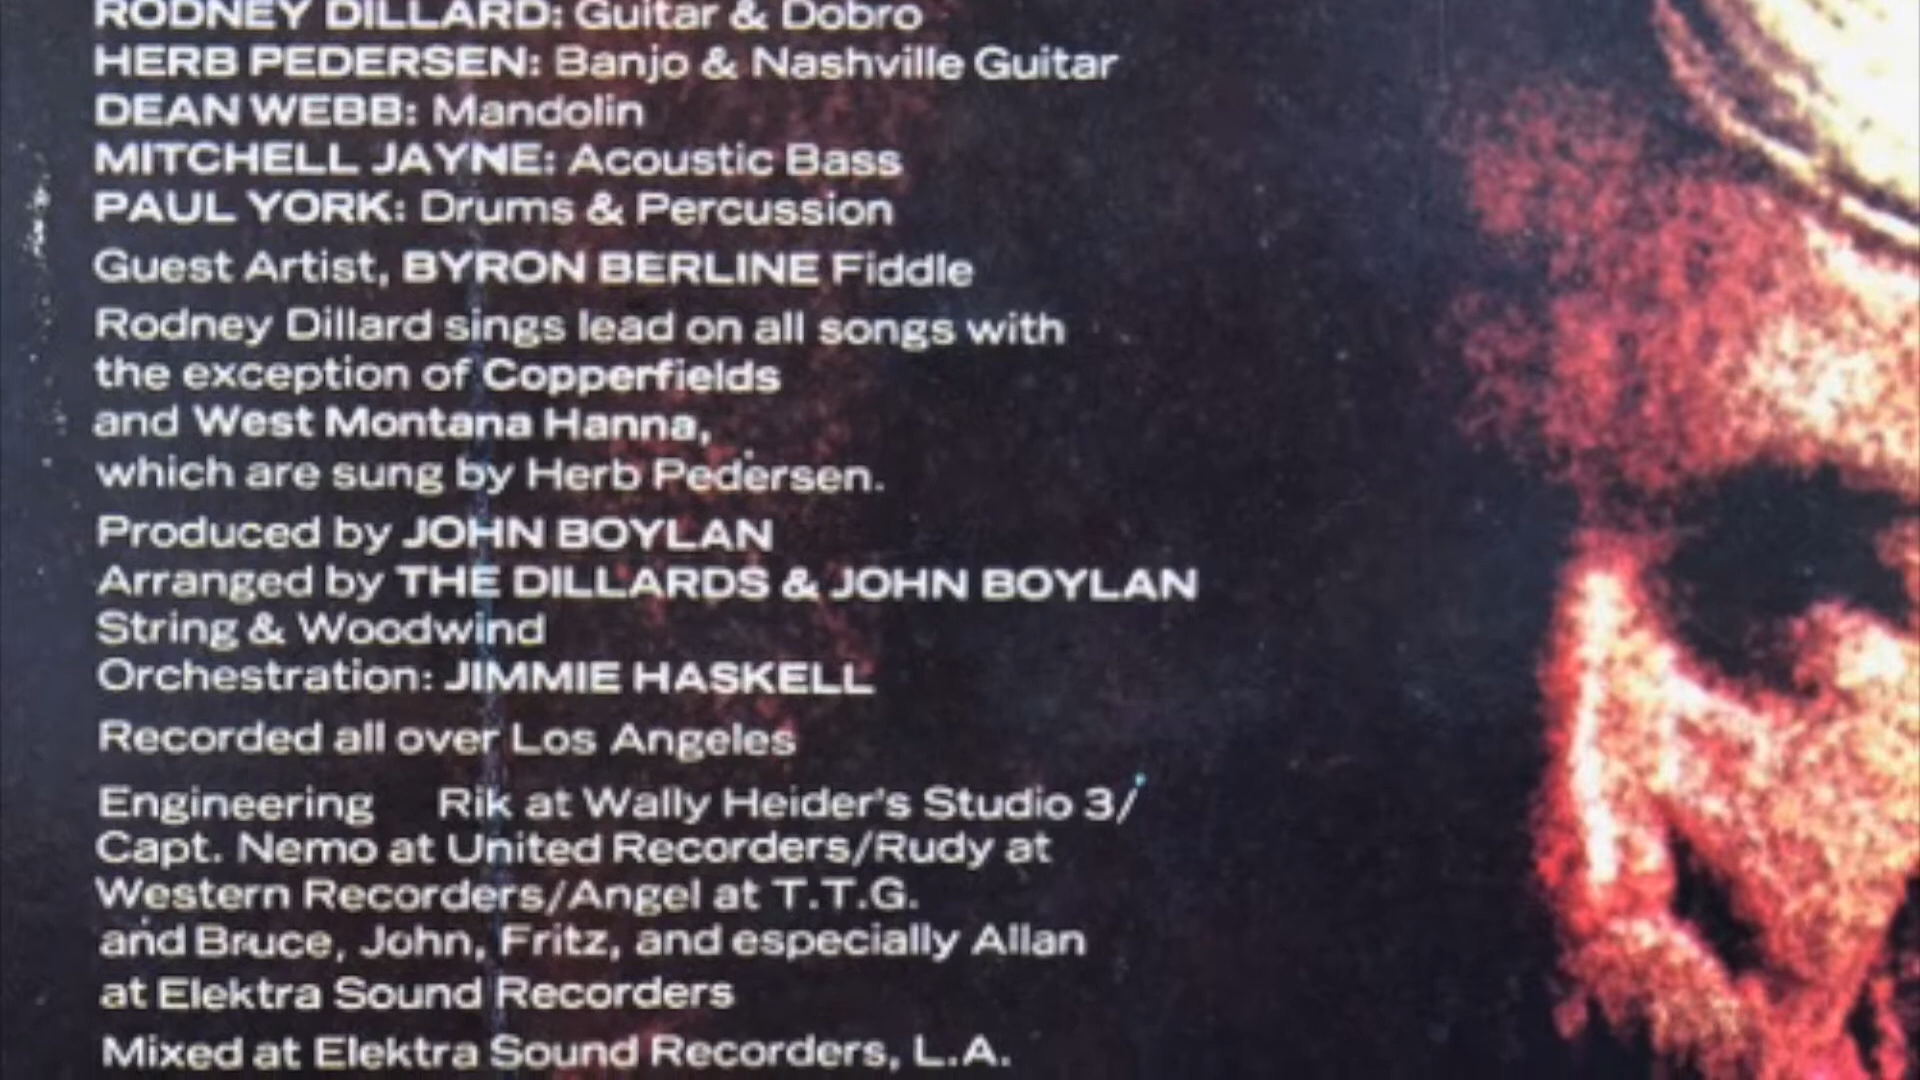 RODNEY DILLARD: Guitar & Dobro
HERB PEDERSEN: Banjo & Nashville Guitar
DEAN WEBB: Mandolin
MITCHELL JAYNE: Acoustic Bass
PAUL YORK: Drums & Percussion
Guest Artist, BYRON BERLINE Fiddle
Rodney Dillard sings lead on all songs with
the exception of Copperfields
and West Montana Hanna,
which are sung by Herb Pedersen.
Produced by JOHN BOYLAN
Arranged by THE DILLARDS & JOHN BOYLAN
String & Woodwind
Orchestration: JIMMIE HASKELL
Recorded all over Los Angeles
Engineering Rik at Wally Heider's Studio 3/
Capt. Nemo at United Recorders/Rudy at
Western Recorders/Angel at T.T.G.
and Bruce, John, Fritz, and especially Allan
at Elektra Sound Recorders
Mixed at Elektra Sound Recorders, L.A.